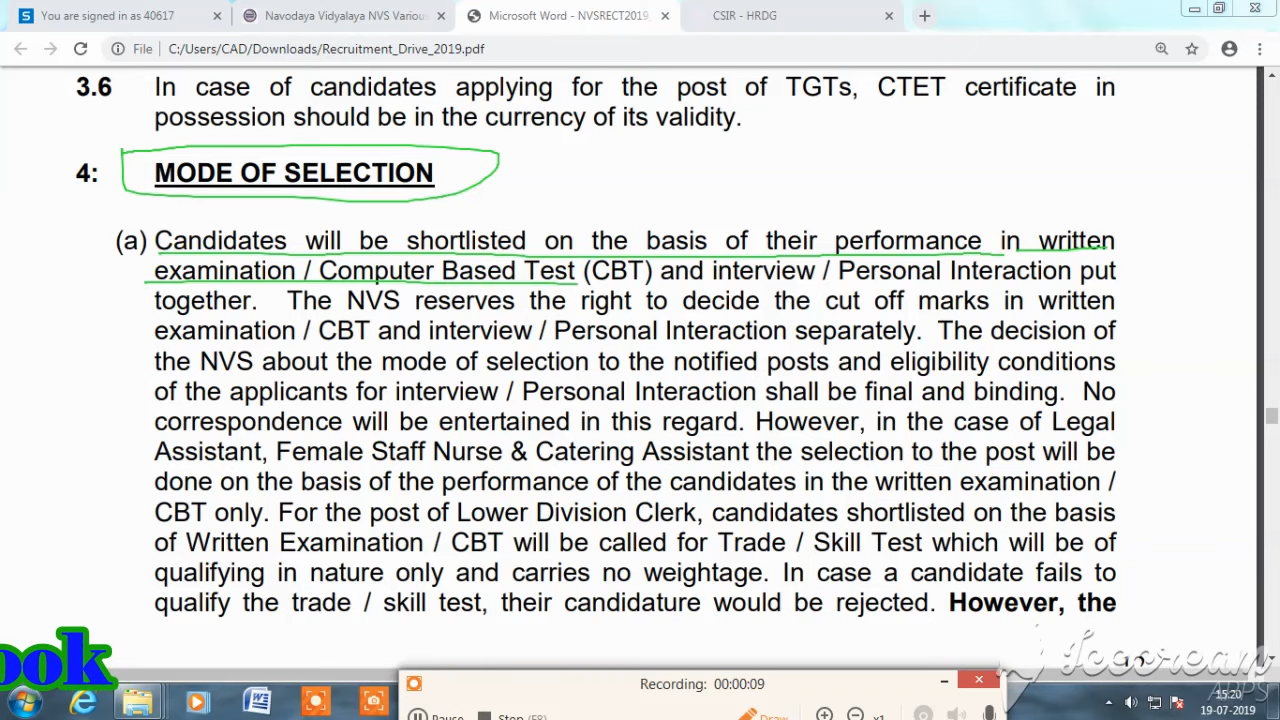 You are signed in as 40617
Navodaya Vidyalaya NVS Variou
Microsoft Word - NVSRECT2019
CSIR - HRDG
File C:/Users/CAD/Downloads/Recruitment_Drive_2019.pdf
3.6 In case of candidates applying for the post of TGTs, CTET certificate in
possession should be in the currency of its validity.
4: MODE OF SELECTION
(a) Candidates will be shortlisted on the basis of their performance in written
examination / Computer Based Test (CBT) and interview / Personal Interaction put
together. The NVS reserves the right to decide the cut off marks in written
examination / CBT and interview / Personal Interaction separately. The decision of
the NVS about the mode of selection to the notified posts and eligibility conditions
of the applicants for interview / Personal Interaction shall be final and binding. No
correspondence will be entertained in this regard. However, in the case of Legal
Assistant, Female Staff Nurse & Catering Assistant the selection to the post will be
done on the basis of the performance of the candidates in the written examination /
CBT only. For the post of Lower Division Clerk, candidates shortlisted on the basis
of Written Examination / CBT will be called for Trade / Skill Test which will be of
qualifying in nature only and carries no weightage. In case a candidate fails to
qualify the trade / skill test, their candidature would be rejected. However, the
ook
Icecream
APPS
Recording: 00:00:09
Pause Stop (F8) Draw x1
15:20
19-07-2019